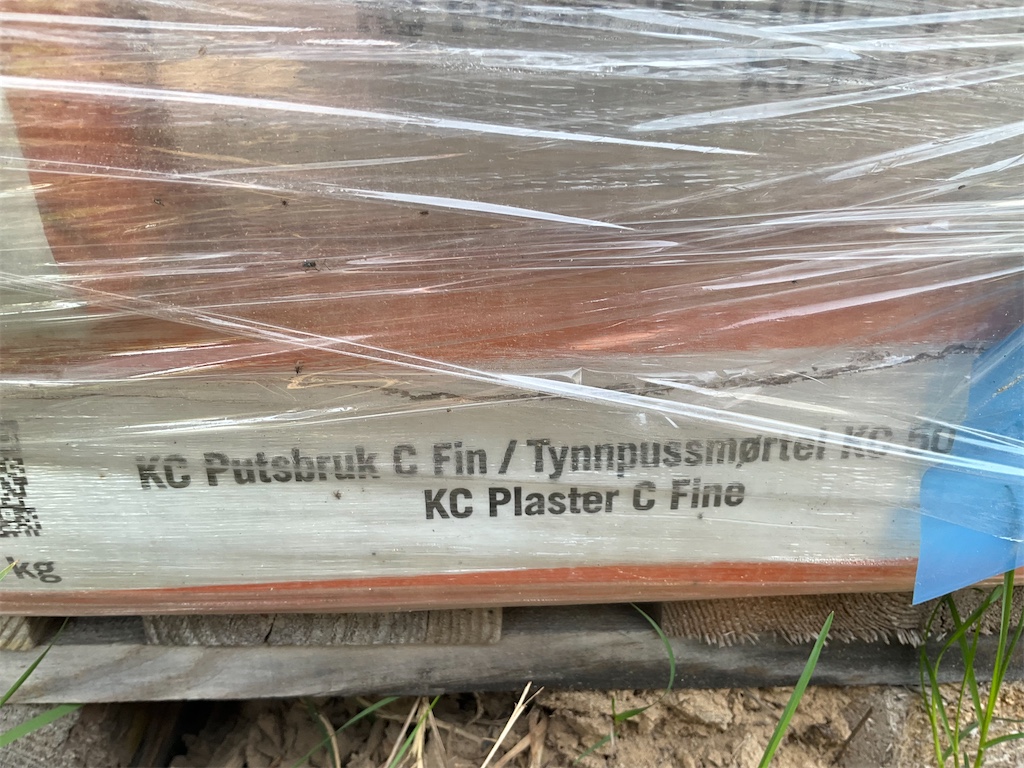 KC Putsbruk C Fin / Tynnpussmørtel KC 50
KC Plaster C Fine
kg